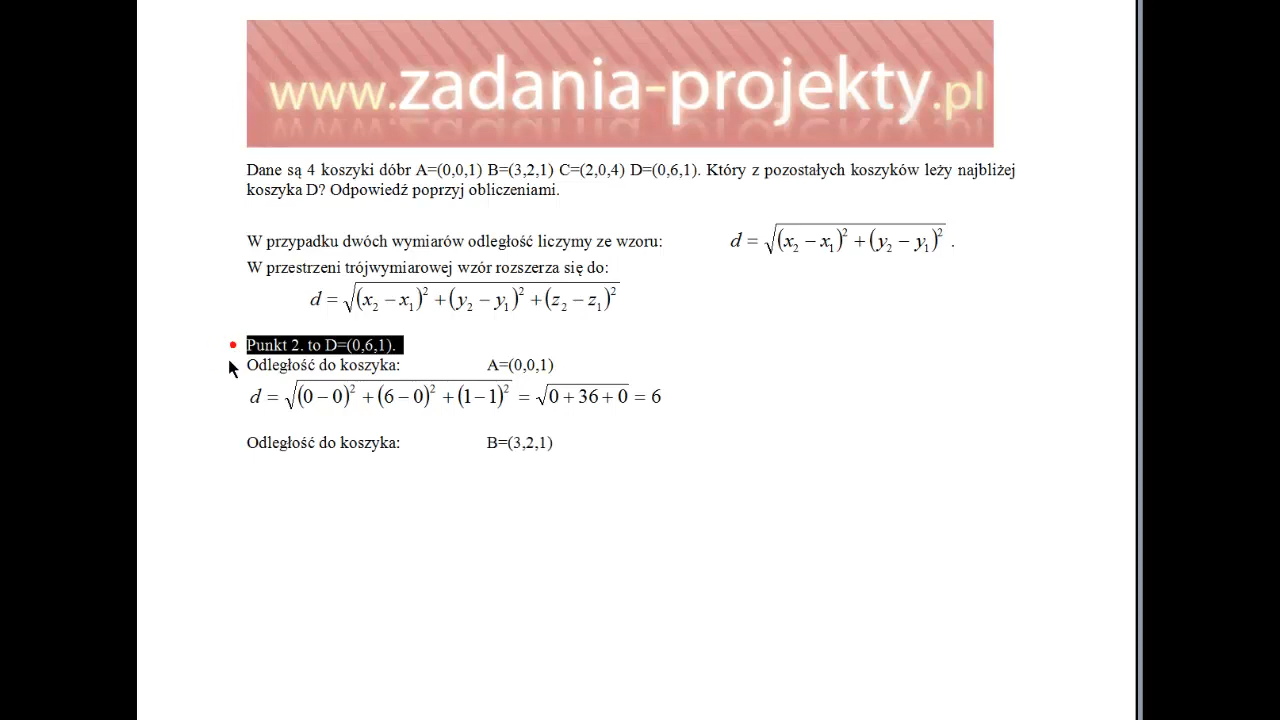 www.zadania-projekty.pl
Dane są 4 koszyki dóbr A=(0,0,1) B=(3,2,1) C=(2,0,4) D=(0,6,1). Który z pozostałych koszyków leży najbliżej
koszyka D? Odpowiedź poprzyj obliczeniami.
W przypadku dwóch wymiarów odległość liczymy ze wzoru: d = √((x₂ − x₁)² + (y₂ − y₁)²) .
W przestrzeni trójwymiarowej wzór rozszerza się do:
d = √((x₂ − x₁)² + (y₂ − y₁)² + (z₂ − z₁)²)
Punkt 2. to D=(0,6,1).
Odległość do koszyka: A=(0,0,1)
d = √((0 − 0)² + (6 − 0)² + (1 − 1)²) = √(0 + 36 + 0) = 6
Odległość do koszyka: B=(3,2,1)